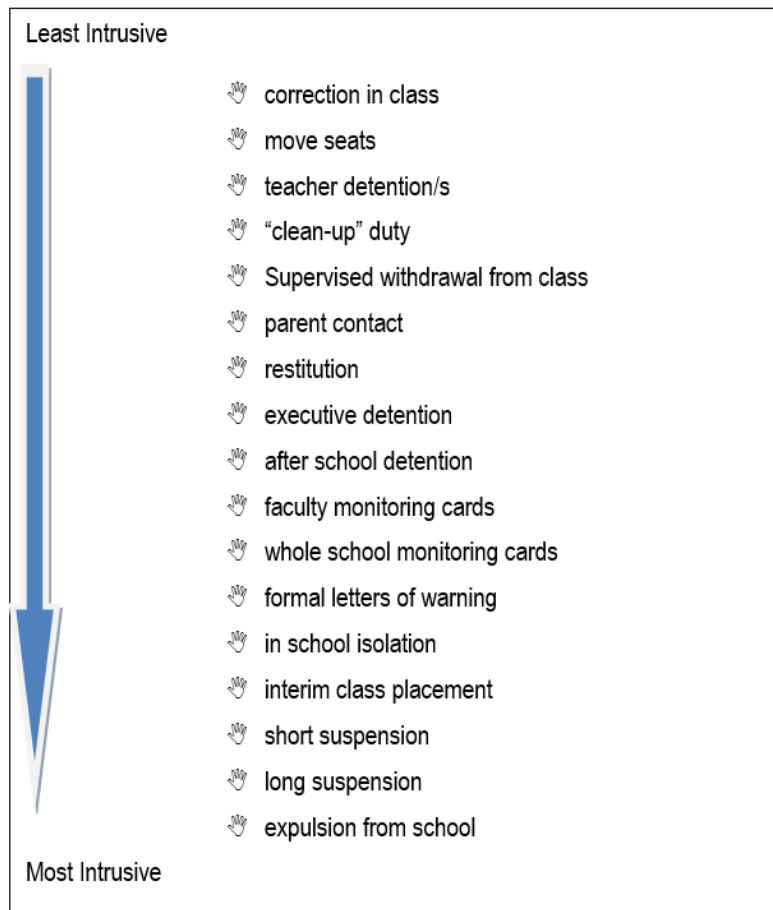 Least Intrusive
correction in class
move seats
teacher detention/s
“clean-up” duty
Supervised withdrawal from class
parent contact
restitution
executive detention
after school detention
faculty monitoring cards
whole school monitoring cards
formal letters of warning
in school isolation
interim class placement
short suspension
long suspension
expulsion from school
Most Intrusive